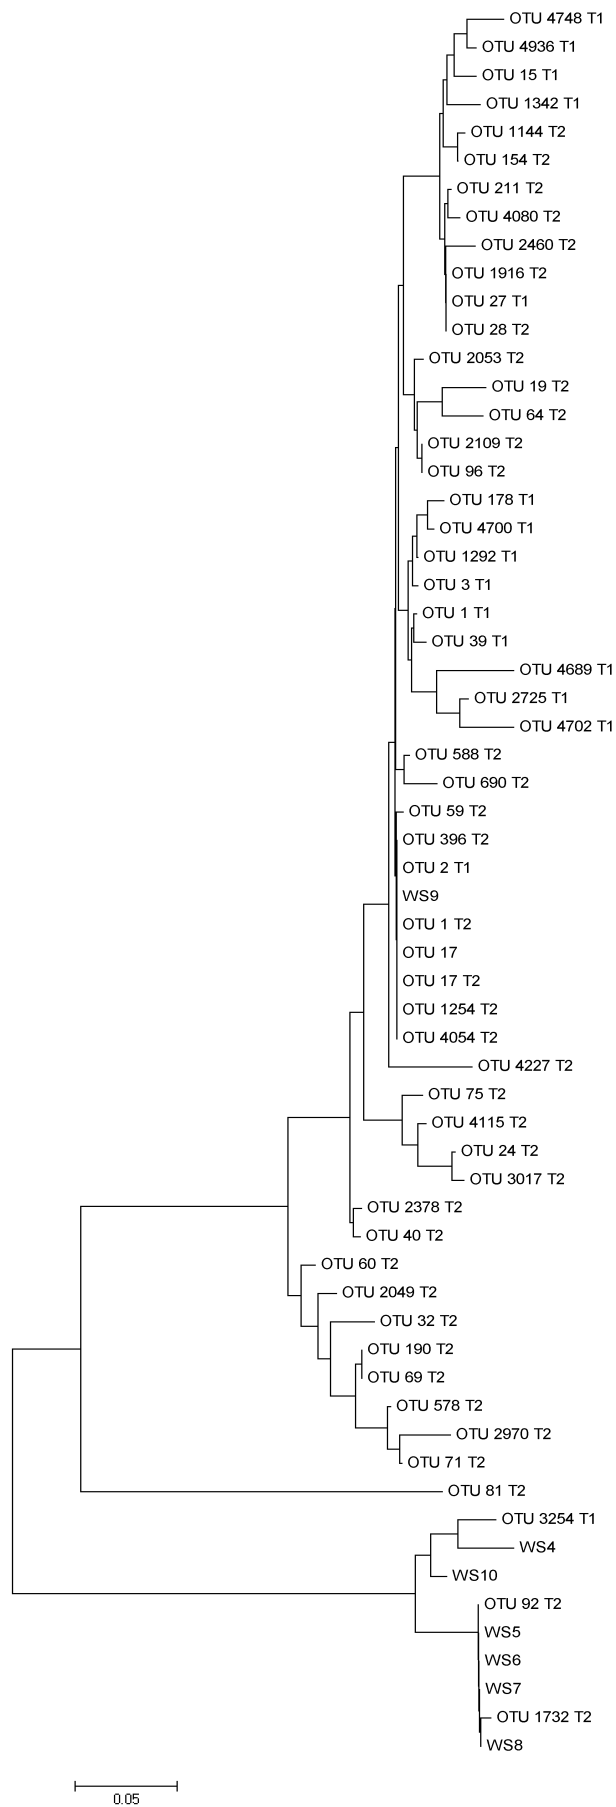 OTU 4748 T1
OTU 4936 T1
OTU 15 T1
OTU 1342 T1
OTU 1144 T2
OTU 154 T2
OTU 211 T2
OTU 4080 T2
OTU 2460 T2
OTU 1916 T2
OTU 27 T1
OTU 28 T2
OTU 2053 T2
OTU 19 T2
OTU 64 T2
OTU 2109 T2
OTU 96 T2
OTU 178 T1
OTU 4700 T1
OTU 1292 T1
OTU 3 T1
OTU 1 T1
OTU 39 T1
OTU 4689 T1
OTU 2725 T1
OTU 4702 T1
OTU 588 T2
OTU 690 T2
OTU 59 T2
OTU 396 T2
OTU 2 T1
WS9
OTU 1 T2
OTU 17
OTU 17 T2
OTU 1254 T2
OTU 4054 T2
OTU 4227 T2
OTU 75 T2
OTU 4115 T2
OTU 24 T2
OTU 3017 T2
OTU 2378 T2
OTU 40 T2
OTU 60 T2
OTU 2049 T2
OTU 32 T2
OTU 190 T2
OTU 69 T2
OTU 578 T2
OTU 2970 T2
OTU 71 T2
OTU 81 T2
OTU 3254 T1
WS4
WS10
OTU 92 T2
WS5
WS6
WS7
OTU 1732 T2
WS8
0.05